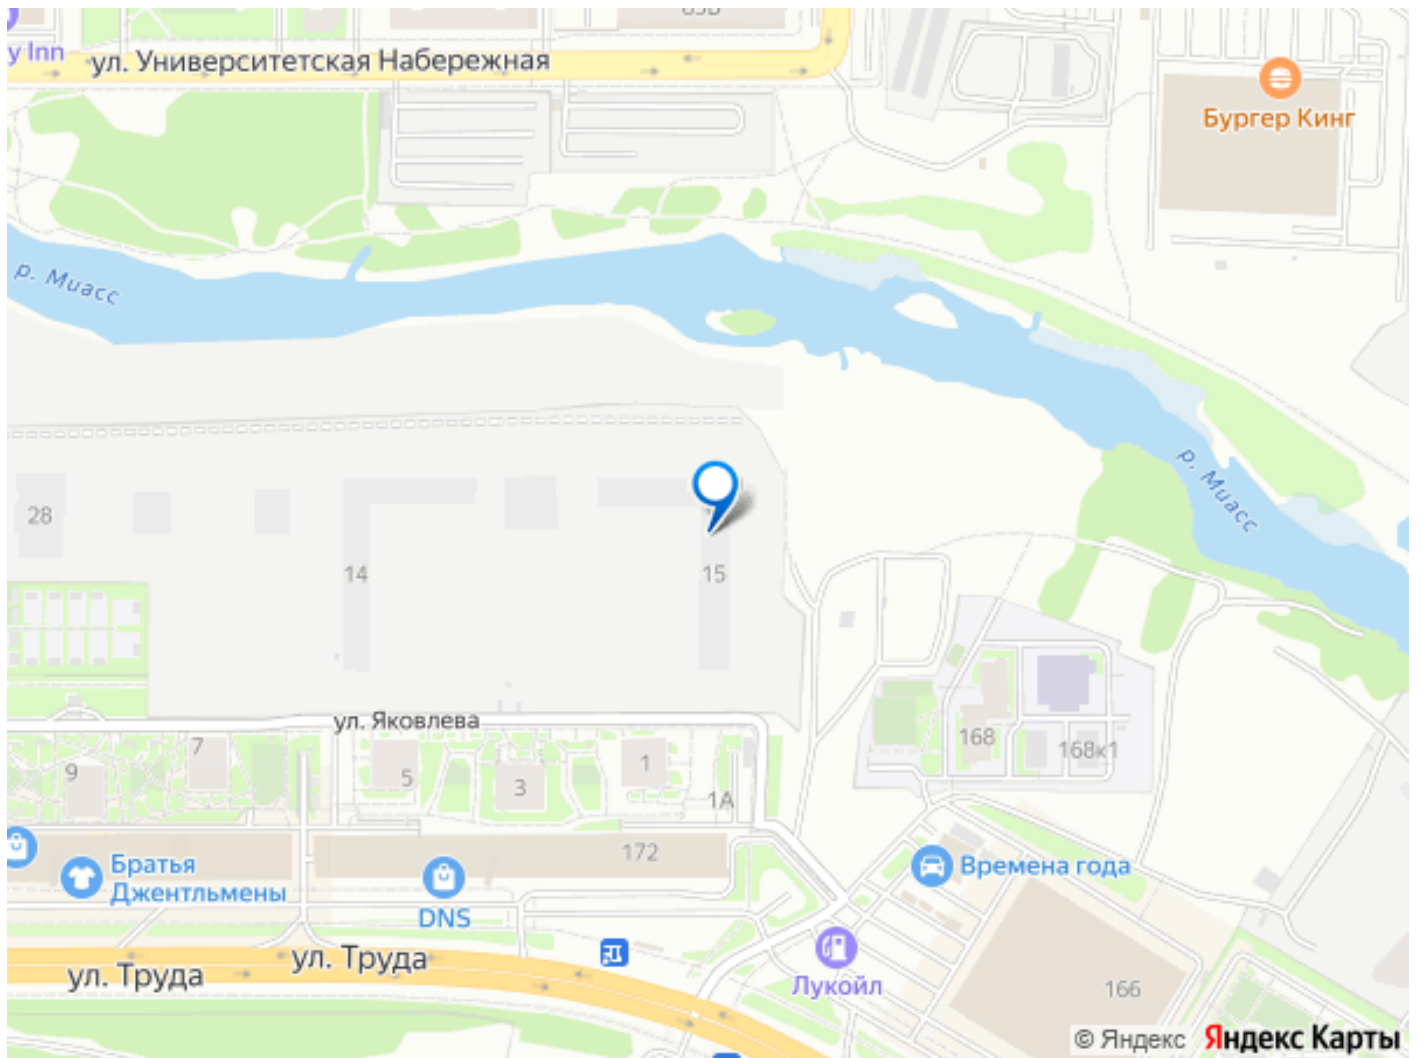 85В
y Inn
ул. Университетская Набережная
Бургер Кинг
р. Миасс
р. Миасс
28
14
15
ул. Яковлева
7
9
5
3
1
1А
168
168к1
172
Братья
Джентльмены
DNS
Времена года
ул. Труда
ул. Труда
Лукойл
166
© Яндекс Яндекс Карты